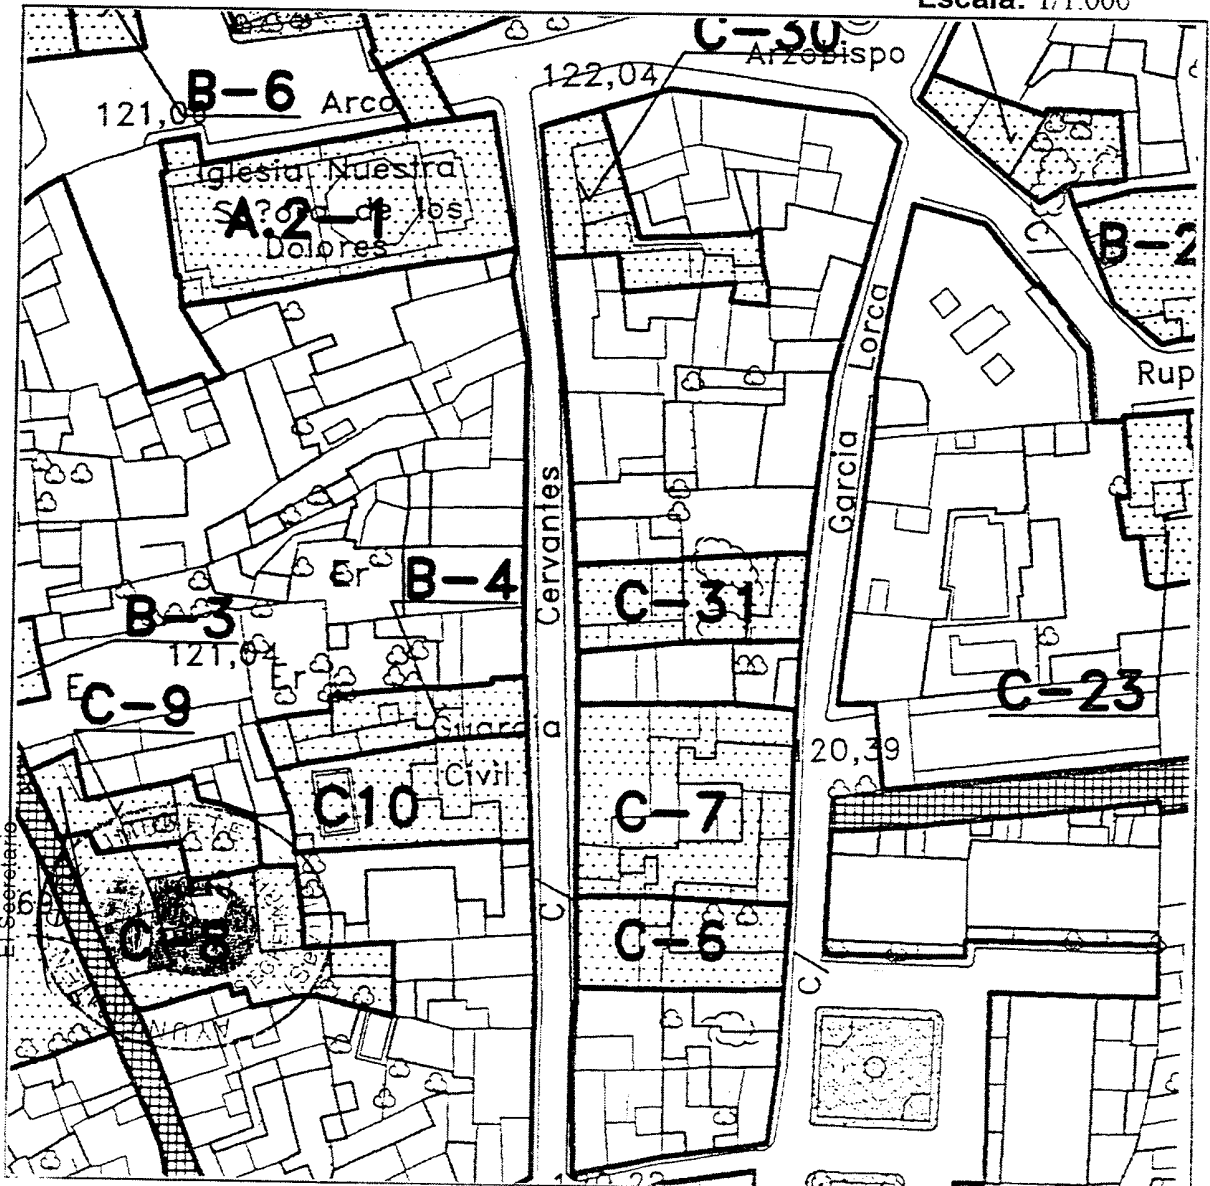 Escala: 1/1.000
C-30
Arzobispo
122,04
B-6
Arco
Iglesia Nuestra
de los
Dolores
A.2-1
C/
B-2
Lorca
Rup
Garcia
Cervantes
Er
B-4
C-31
B-3
121,04
Er
E
C-9
C-23
Guardia
Civil
20,39
C10
C-7
El Secretario
C/
C-6
C/